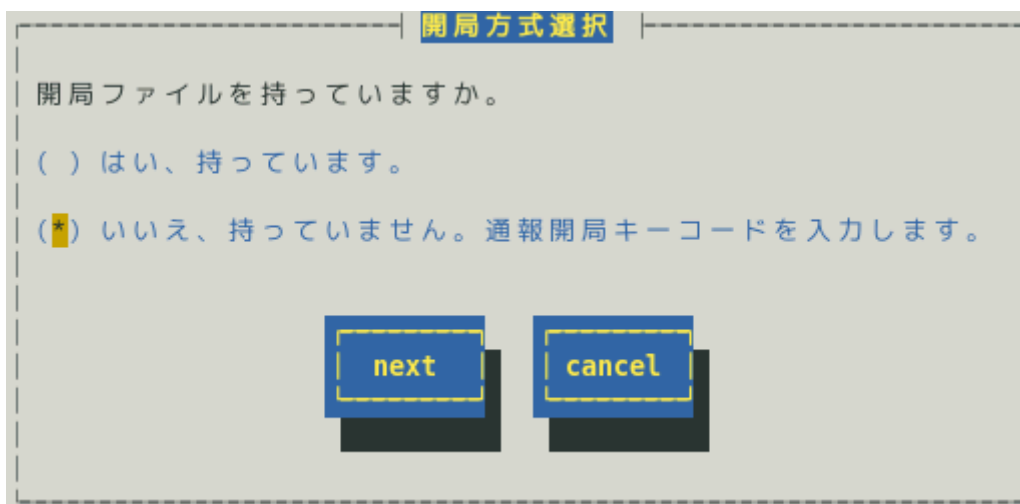 開局方式選択
開局ファイルを持っていますか。
( ) はい、持っています。
(*) いいえ、持っていません。通報開局キーコードを入力します。
next cancel